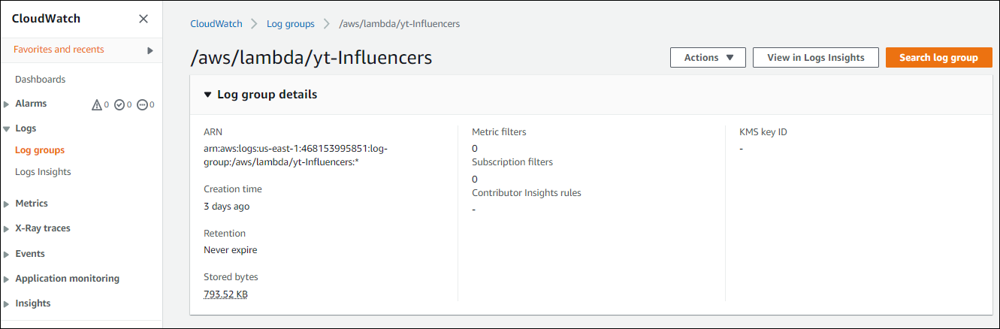 CloudWatch
Favorites and recents
Dashboards
Alarms 0 0 0
Logs
Log groups
Logs Insights
Metrics
X-Ray traces
Events
Application monitoring
Insights
CloudWatch Log groups /aws/lambda/yt-Influencers
/aws/lambda/yt-Influencers
Actions View in Logs Insights Search log group
Log group details
ARN
arn:aws:logs:us-east-1:468153995851:log-
group:/aws/lambda/yt-Influencers:*
Creation time
3 days ago
Retention
Never expire
Stored bytes
793.52 KB
Metric filters
0
Subscription filters
0
Contributor Insights rules
-
KMS key ID
-